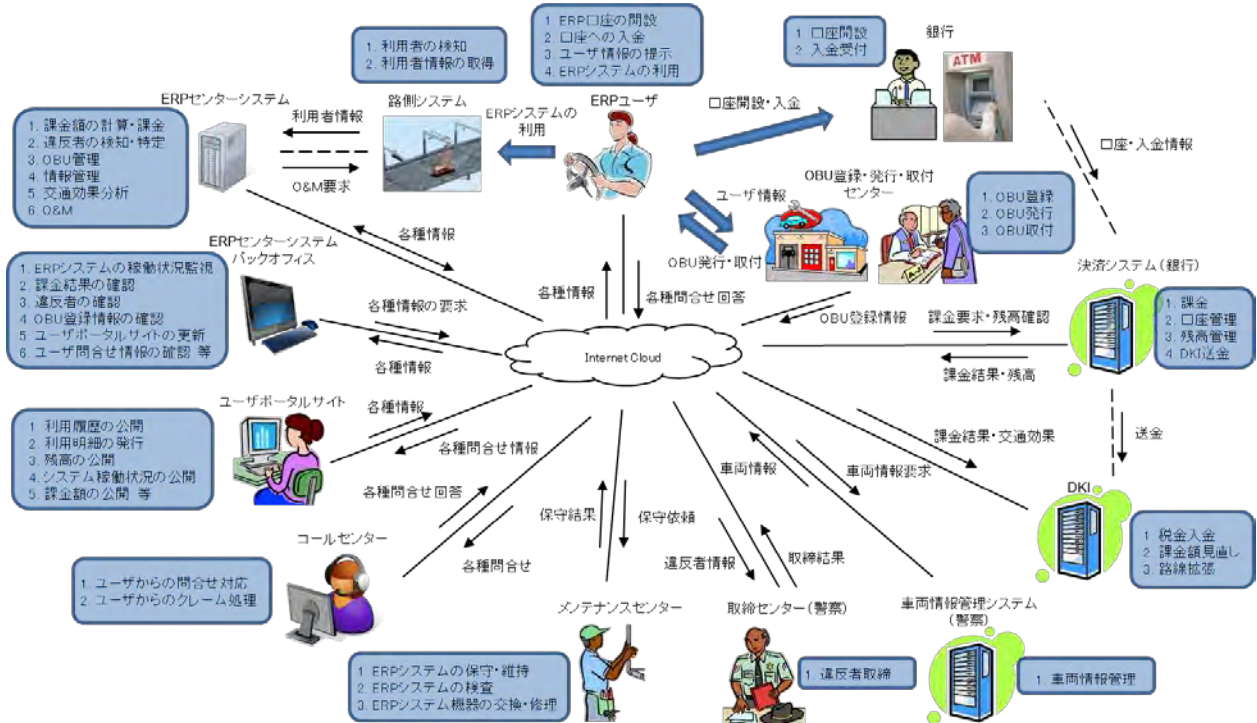 1. ERP口座の開設
2. 口座への入金
3. ユーザ情報の提示
4. ERPシステムの利用
1. 口座開設
2. 入金受付
銀行
ATM
1. 利用者の検知
2. 利用者情報の取得
ERPセンターシステム
路側システム
ERPシステムの
利用
ERPユーザ
口座開設・入金
利用者情報
O&M要求
1. 課金額の計算・課金
2. 違反者の検知・特定
3. OBU管理
4. 情報管理
5 交通効果分析
6. O&M
口座・入金情報
ユーザ情報
OBU登録・発行・取付
センター
1. OBU登録
2. OBU発行
3. OBU取付
OBU発行・取付
各種情報
ERPセンターシステム
バックオフィス
1. ERPシステムの稼働状況監視
2. 課金結果の確認
3. 違反者の確認
4 OBU登録情報の確認
5 ユーザポータルサイトの更新
6. ユーザ問合せ情報の確認 等
各種情報の要求
各種情報
各種情報
各種問合せ回答
OBU登録情報
課金要求・残高確認
課金結果・残高
決済システム(銀行)
1. 課金
2. 口座管理
3. 残高管理
4. DKI送金
Internet Cloud
ユーザポータルサイト
1 利用履歴の公開
2. 利用明細の発行
3. 残高の公開
4. システム稼働状況の公開
5. 課金額の公開 等
各種情報
各種問合せ情報
課金結果・交通効果
送金
DKI
1 税金入金
2 課金額見直し
3. 路線拡張
車両情報
車両情報要求
各種問合せ回答
各種問合せ
コールセンター
1. ユーザからの問合せ対応
2. ユーザからのクレーム処理
保守結果
保守依頼
違反者情報
取締結果
メンテナンスセンター
1 ERPシステムの保守・維持
2 ERPシステムの検査
3. ERPシステム機器の交換・修理
取締センター(警察)
1. 違反者取締
車両情報管理システム
(警察)
1. 車両情報管理